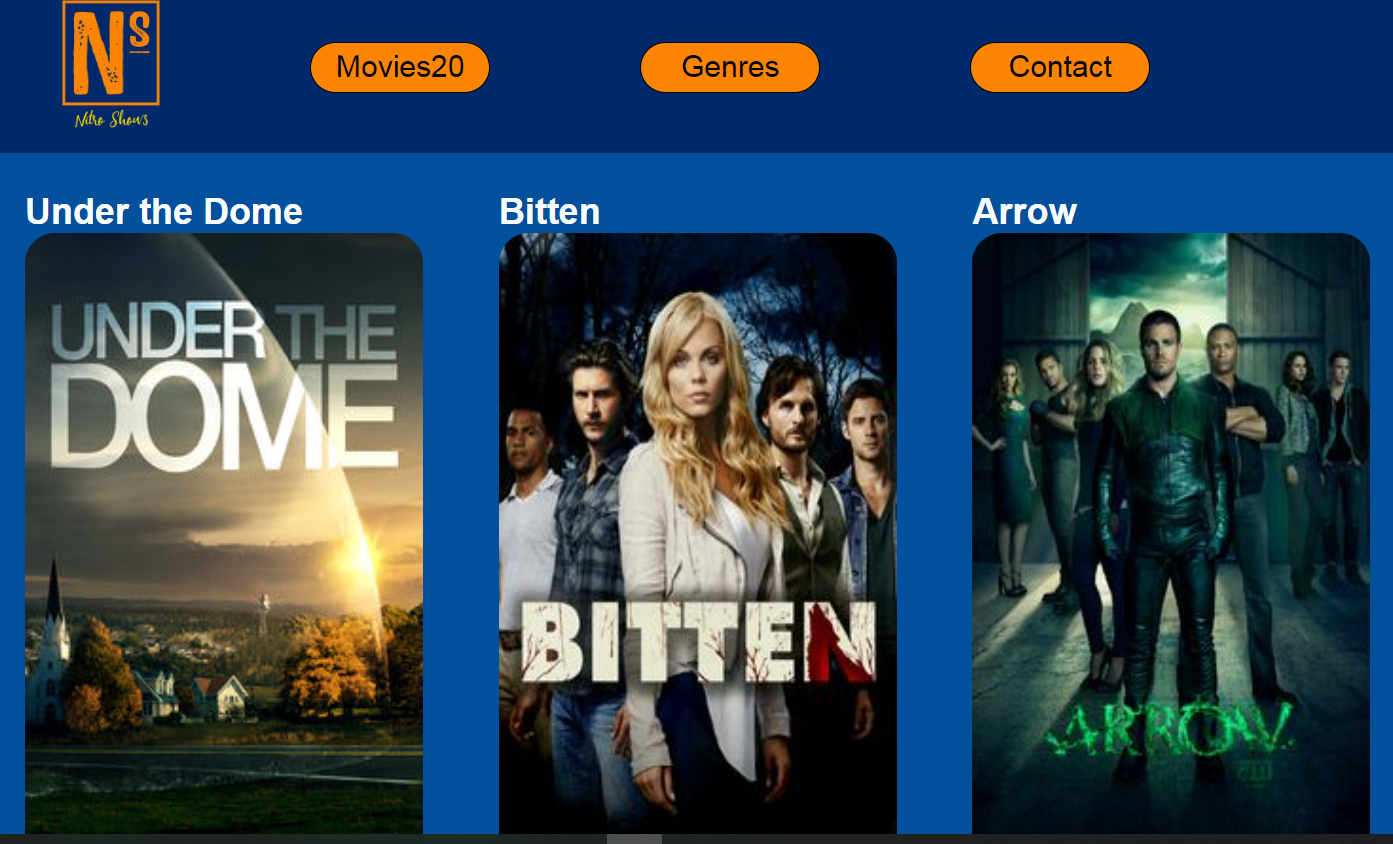 NS
Nitro Shows
Movies20
Genres
Contact
Under the Dome
Bitten
Arrow
UNDER THE
DOME
BITTEN
ARROW